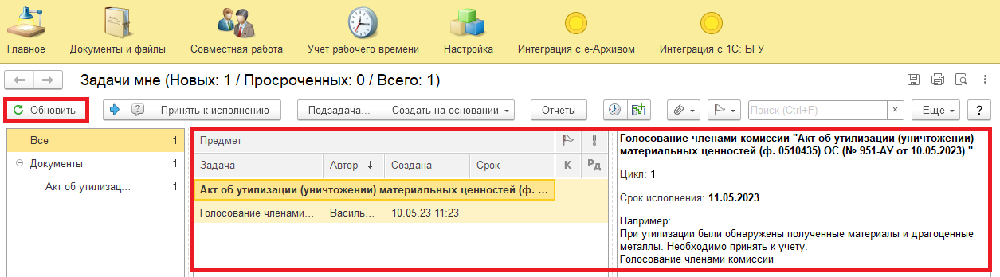 Главное Документы и файлы Совместная работа Учет рабочего времени Настройка Интеграция с е-Архивом Интеграция с 1С: БГУ
Задачи мне (Новых: 1 / Просроченных: 0 / Всего: 1)
Обновить Принять к исполнению Подзадача... Создать на основании Отчеты Поиск (Ctrl+F) × Еще ?
Все 1
Документы 1
Акт об утилизац... 1
Предмет
Задача Автор ↓ Создана Срок К Рд
Акт об утилизации (уничтожении) материальных ценностей (ф. ...
Голосование членами... Василь... 10.05.23 11:23
Голосование членами комиссии "Акт об утилизации (уничтожении)
материальных ценностей (ф. 0510435) ОС (№ 951-АУ от 10.05.2023) "
Цикл: 1
Срок исполнения: 11.05.2023
Например:
При утилизации были обнаружены полученные материалы и драгоценные
металлы. Необходимо принять к учету.
Голосование членами комиссии